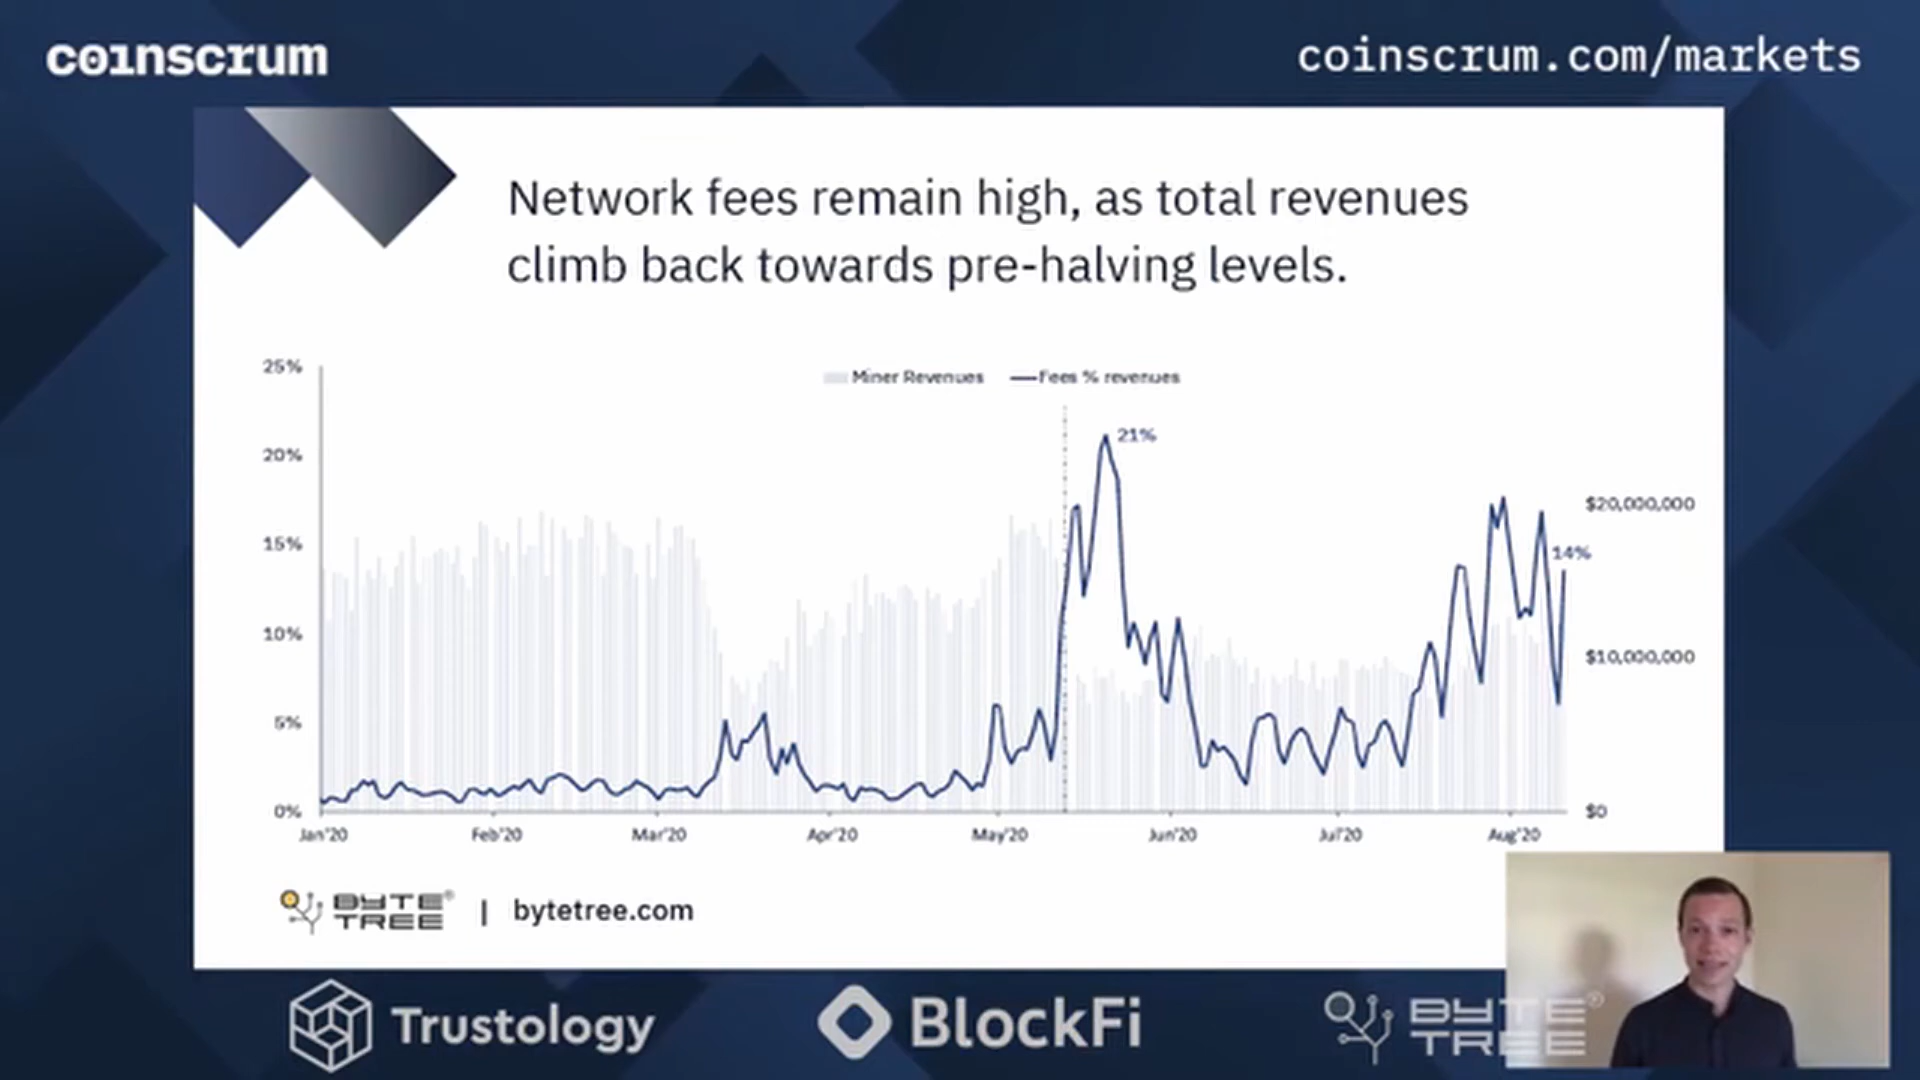 coinscrum
coinscrum.com/markets
Network fees remain high, as total revenues
climb back towards pre-halving levels.
Miner Revenues
Fees % revenues
25%
20%
15%
10%
5%
0%
21%
14%
$20,000,000
$10,000,000
$0
Jan'20
Feb'20
Mar'20
Apr'20
May'20
Jun'20
Jul'20
Aug'20
BYTE
TREE®
| bytetree.com
Trustology
BlockFi
BYTE
TREE®